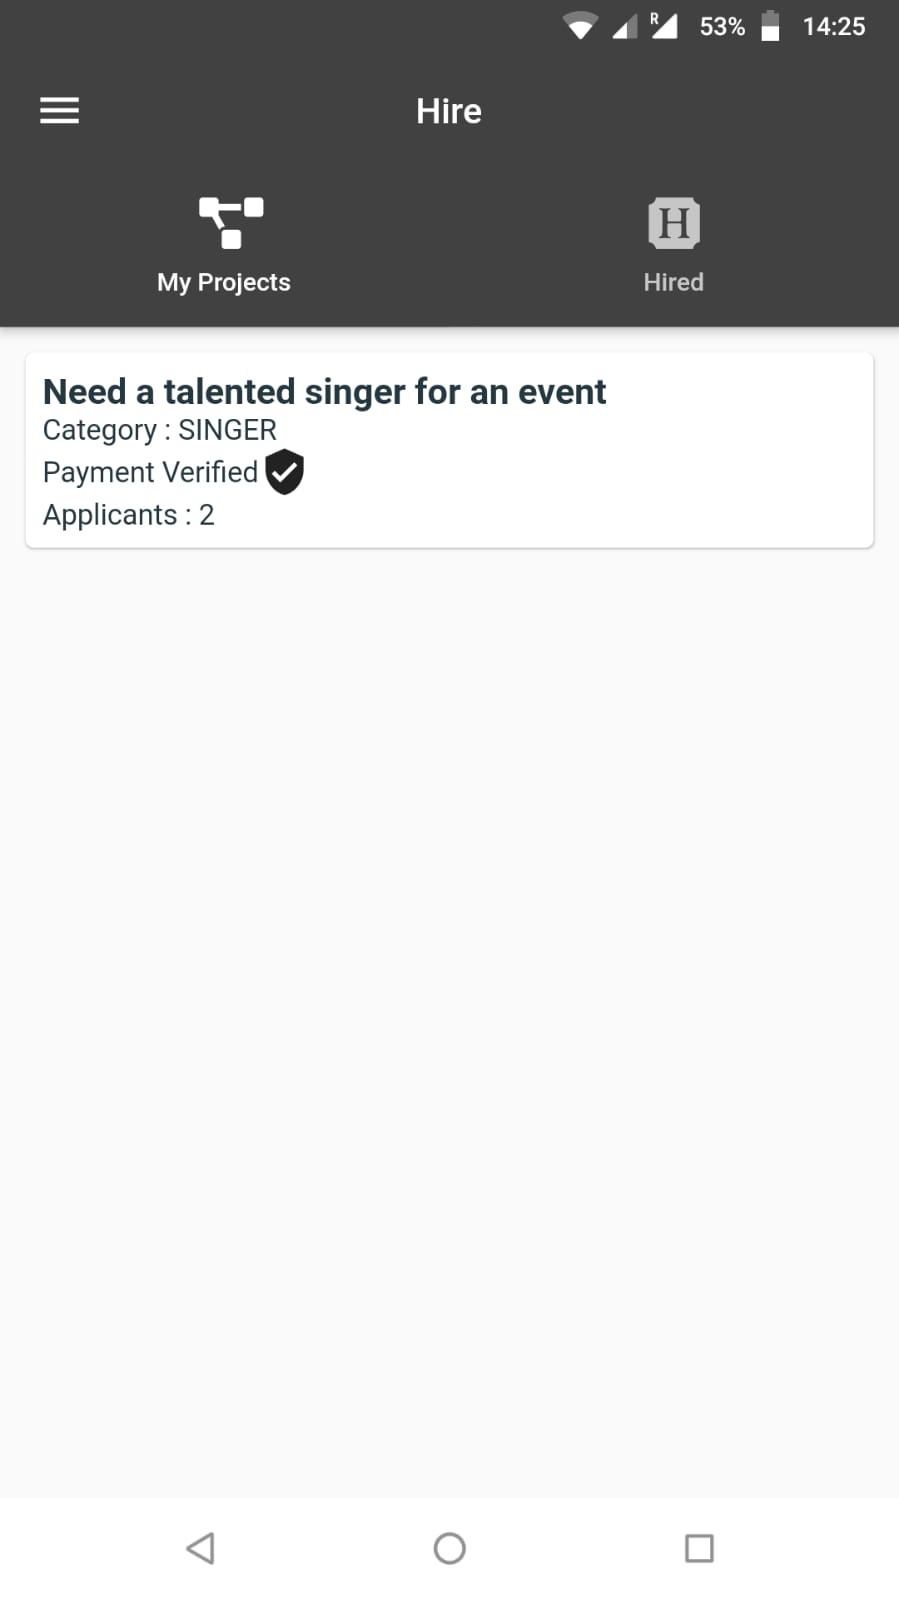 R 53% 14:25
Hire
My Projects
H
Hired
Need a talented singer for an event
Category : SINGER
Payment Verified
Applicants : 2